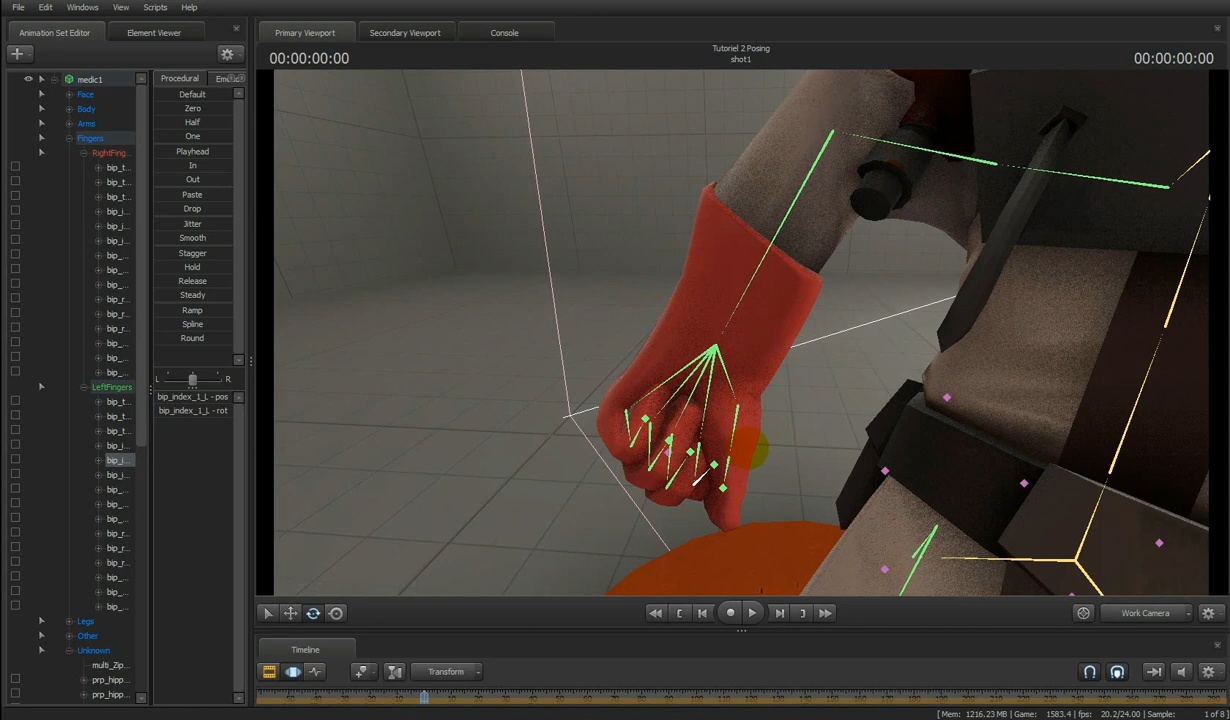 File Edit Windows View Scripts Help
Animation Set Editor Element Viewer
Primary Viewport Secondary Viewport Console
00:00:00:00
Tutoriel 2 Posing
shot1
00:00:00:00
medic1
Face
Body
Arms
Fingers
RightFing...
bip_t...
bip_t...
bip_t...
bip_i...
bip_i...
bip_i...
bip_...
bip_...
bip_...
bip_r...
bip_r...
bip_r...
bip_...
bip_...
bip_...
LeftFingers
bip_t...
bip_t...
bip_t...
bip_i...
bip_i...
bip_i...
bip_...
bip_...
bip_...
bip_r...
bip_r...
bip_r...
bip_...
bip_...
bip_...
Legs
Other
Unknown
multi_Zip...
prp_hipp...
prp_hipp...
Procedural
Default
Zero
Half
One
Playhead
In
Out
Paste
Drop
Jitter
Smooth
Stagger
Hold
Release
Steady
Ramp
Spline
Round
L R
bip_index_1_L - pos
bip_index_1_L - rot
Work Camera
Timeline
Transform
[ Mem: 1216.23 MB | Game: 1583.4 | fps: 20.2/24.00 | Sample: 1 of 8